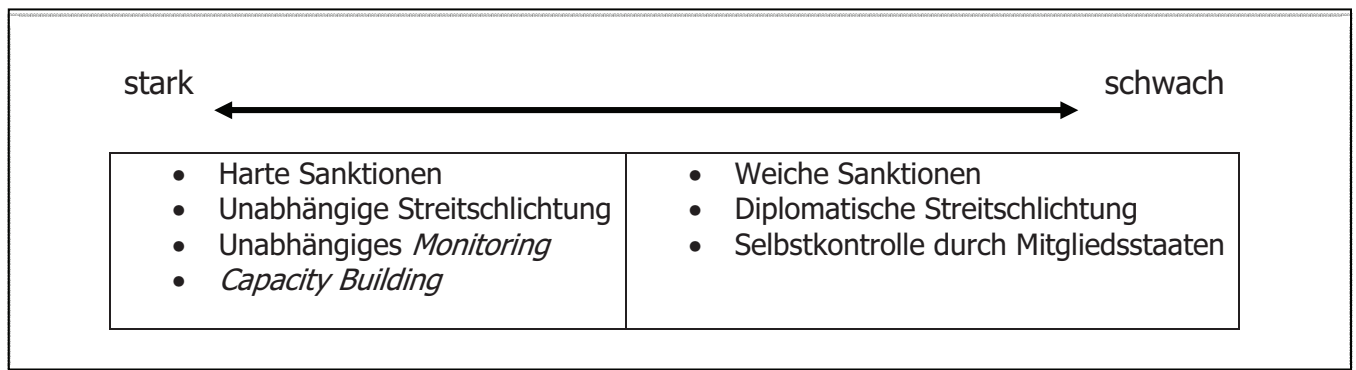 stark
schwach
• Harte Sanktionen
• Unabhängige Streitschlichtung
• Unabhängiges Monitoring
• Capacity Building
• Weiche Sanktionen
• Diplomatische Streitschlichtung
• Selbstkontrolle durch Mitgliedsstaaten